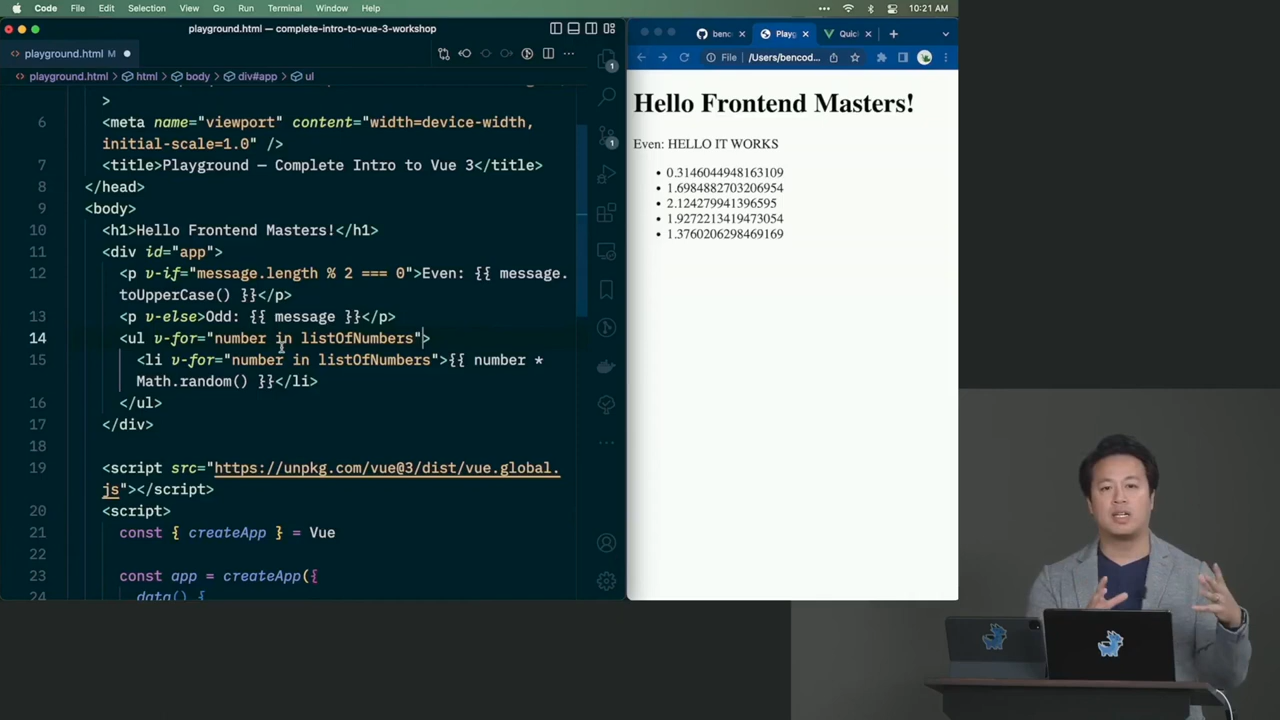 Code File Edit Selection View Go Run Terminal Window Help 10:21 AM
playground.html — complete-intro-to-vue-3-workshop
playground.html M
playground.html > html > body > div#app > ul
>
6 <meta name="viewport" content="width=device-width,
initial-scale=1.0" />
7 <title>Playground — Complete Intro to Vue 3</title>
8 </head>
9 <body>
10 <h1>Hello Frontend Masters!</h1>
11 <div id="app">
12 <p v-if="message.length % 2 === 0">Even: {{ message.
toUpperCase() }}</p>
13 <p v-else>Odd: {{ message }}</p>
14 <ul v-for="number in listOfNumbers">
15 <li v-for="number in listOfNumbers">{{ number *
Math.random() }}</li>
16 </ul>
17 </div>
18
19 <script src="https://unpkg.com/vue@3/dist/vue.global.
js"></script>
20 <script>
21 const { createApp } = Vue
22
23 const app = createApp({
24 data() {
1
1
benc
Playg
Quic
File /Users/bencod...
Hello Frontend Masters!
Even: HELLO IT WORKS
• 0.3146044948163109
• 1.6984882703206954
• 2.124279941396595
• 1.9272213419473054
• 1.3760206298469169